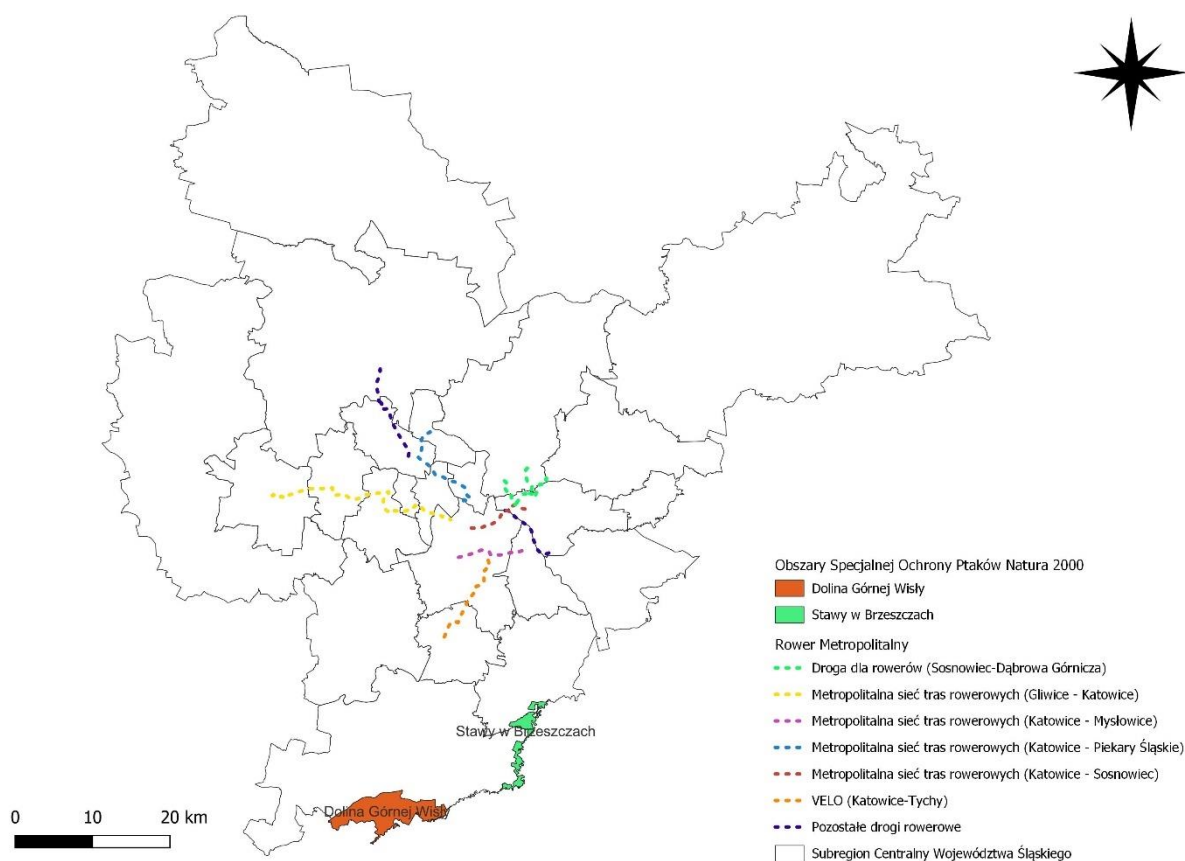 Obszary Specjalnej Ochrony Ptaków Natura 2000
Dolina Górnej Wisły
Stawy w Brzeszczach
Rower Metropolitalny
Droga dla rowerów (Sosnowiec-Dąbrowa Górnicza)
Metropolitalna sieć tras rowerowych (Gliwice - Katowice)
Metropolitalna sieć tras rowerowych (Katowice - Mysłowice)
Metropolitalna sieć tras rowerowych (Katowice - Piekary Śląskie)
Metropolitalna sieć tras rowerowych (Katowice - Sosnowiec)
VELO (Katowice-Tychy)
Pozostałe drogi rowerowe
Subregion Centralny Województwa Śląskiego
Stawy w Brzeszczach
Dolina Górnej Wisły
0 10 20 km